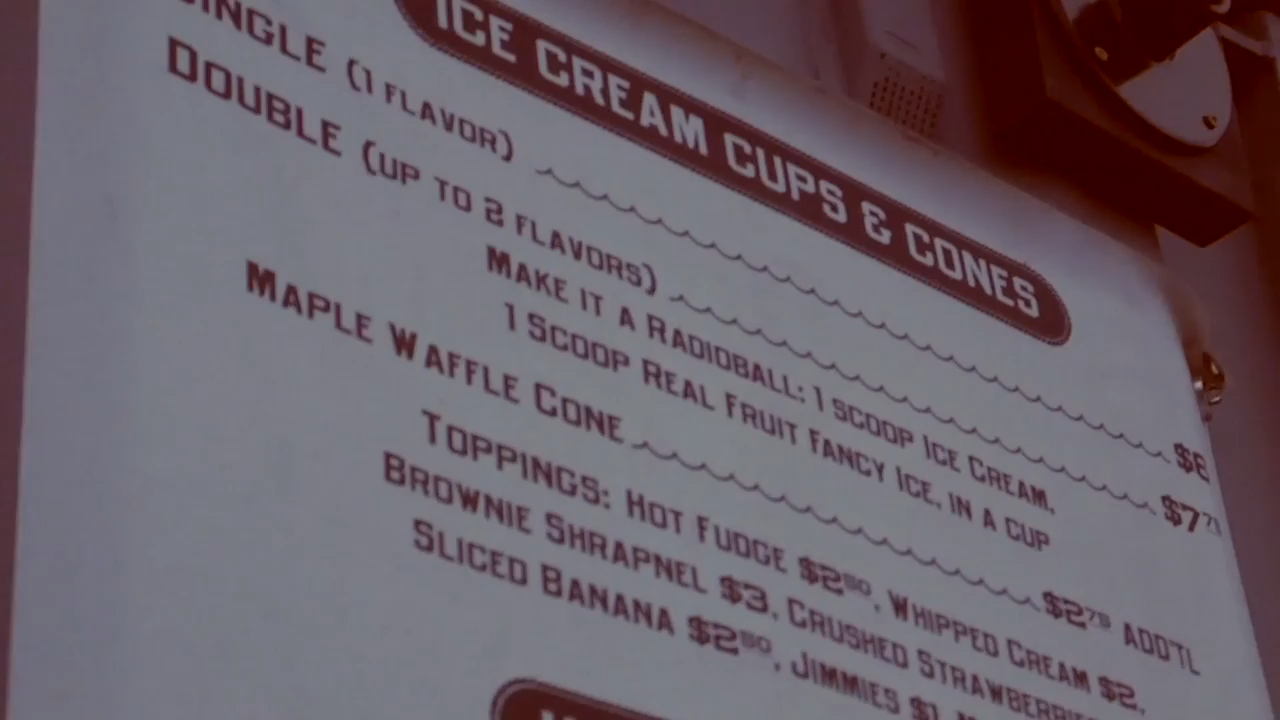 ICE CREAM CUPS & CONES
SINGLE (1 FLAVOR) $6
DOUBLE (UP TO 2 FLAVORS) $7 75
MAKE IT A RADIOBALL: 1 SCOOP ICE CREAM,
1 SCOOP REAL FRUIT FANCY ICE, IN A CUP
MAPLE WAFFLE CONE $2 75 ADD'TL
TOPPINGS: HOT FUDGE $2 50, WHIPPED CREAM $2,
BROWNIE SHRAPNEL $3, CRUSHED STRAWBERRIES
SLICED BANANA $2 50, JIMMIES $1,